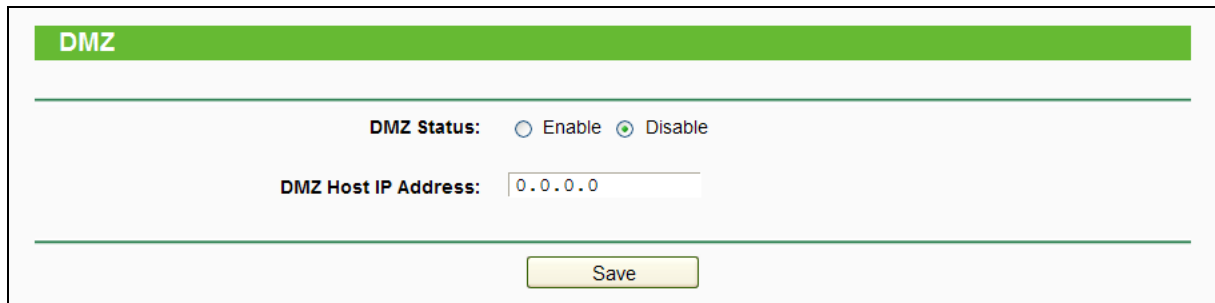 DMZ
DMZ Status: Enable Disable
DMZ Host IP Address: 0.0.0.0
Save